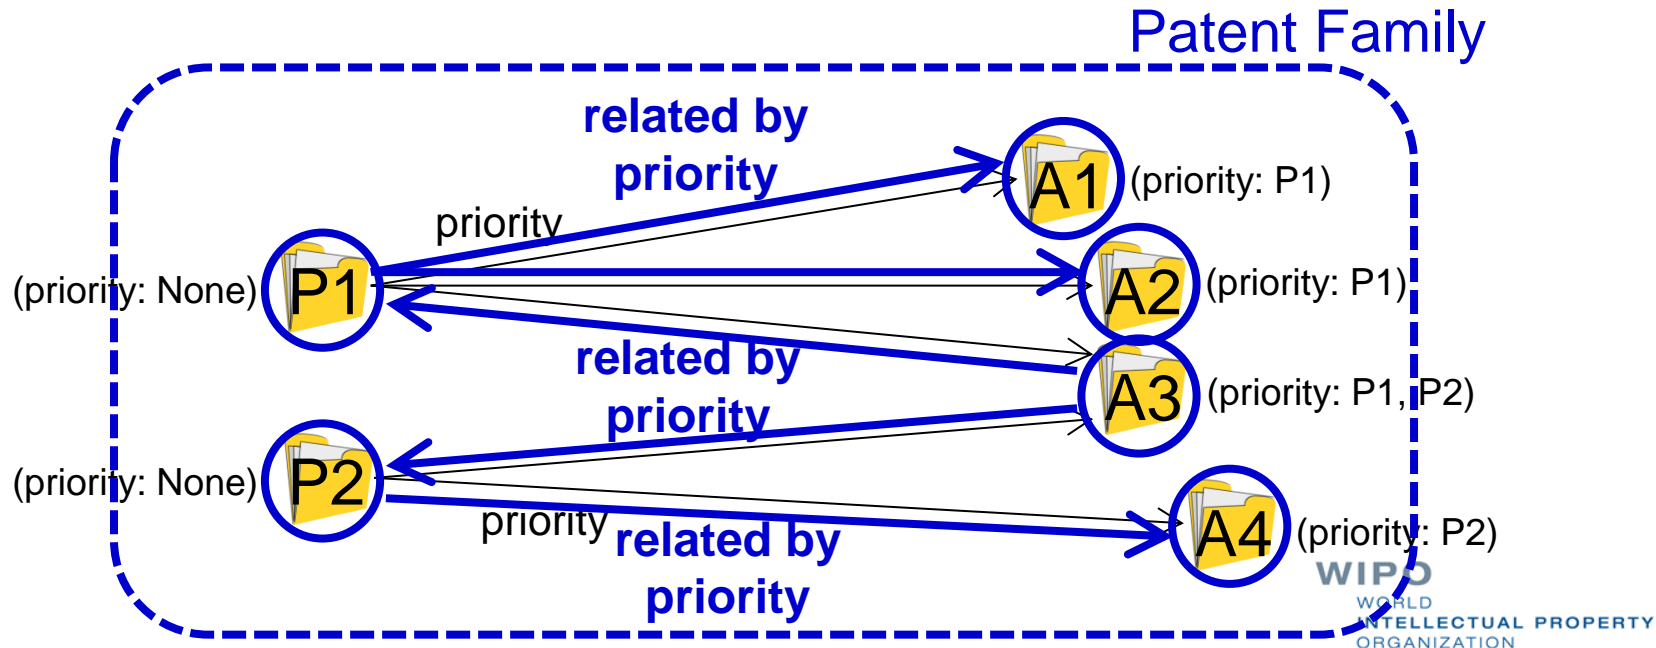 Patent Family
related by
priority
A1
(priority: P1)
priority
(priority: None)
P1
A2
(priority: P1)
related by
priority
A3
(priority: P1, P2)
(priority: None)
P2
priority
related by
priority
A4
(priority: P2)
WIPO
WORLD
INTELLECTUAL PROPERTY
ORGANIZATION